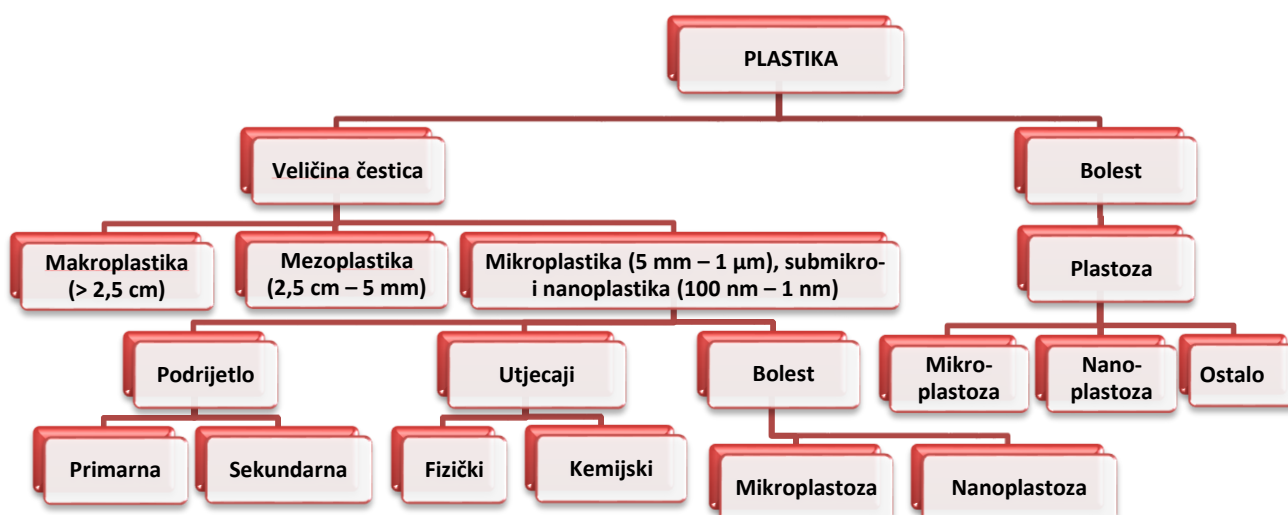 PLASTIKA
Veličina čestica
Bolest
Makroplastika
(> 2,5 cm)
Mezoplastika
(2,5 cm – 5 mm)
Mikroplastika (5 mm – 1 µm), submikro-
i nanoplastika (100 nm – 1 nm)
Plastoza
Podrijetlo
Utjecaji
Bolest
Mikro-
plastoza
Nano-
plastoza
Ostalo
Primarna
Sekundarna
Fizički
Kemijski
Mikroplastoza
Nanoplastoza